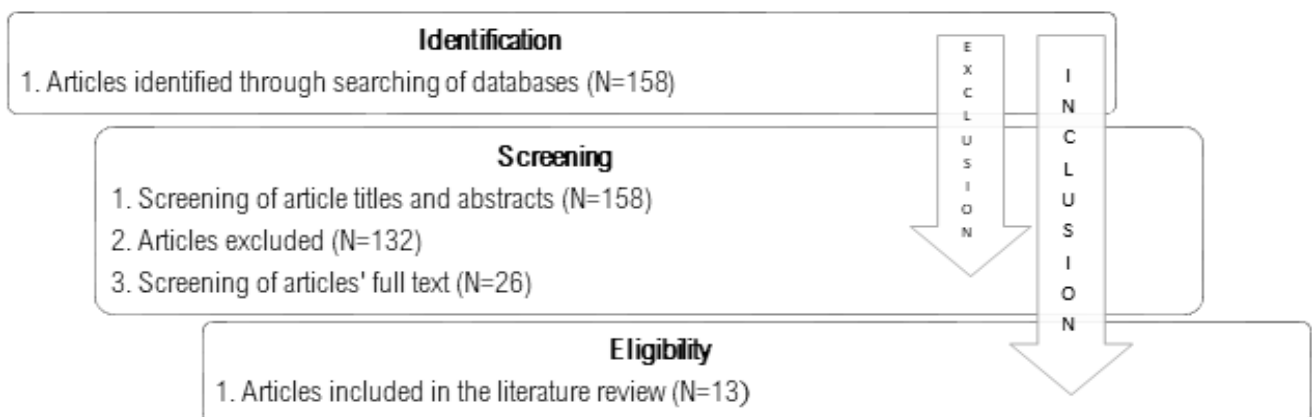 Identification
1. Articles identified through searching of databases (N=158)
EXCLUSION
INCLUSION
Screening
1. Screening of article titles and abstracts (N=158)
2. Articles excluded (N=132)
3. Screening of articles' full text (N=26)
Eligibility
1. Articles included in the literature review (N=13)